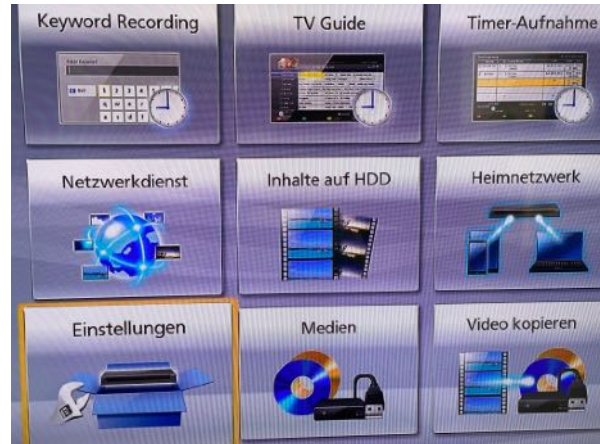 Keyword Recording
TV Guide
Timer-Aufnahme
Netzwerkdienst
Inhalte auf HDD
Heimnetzwerk
Einstellungen
Medien
Video kopieren